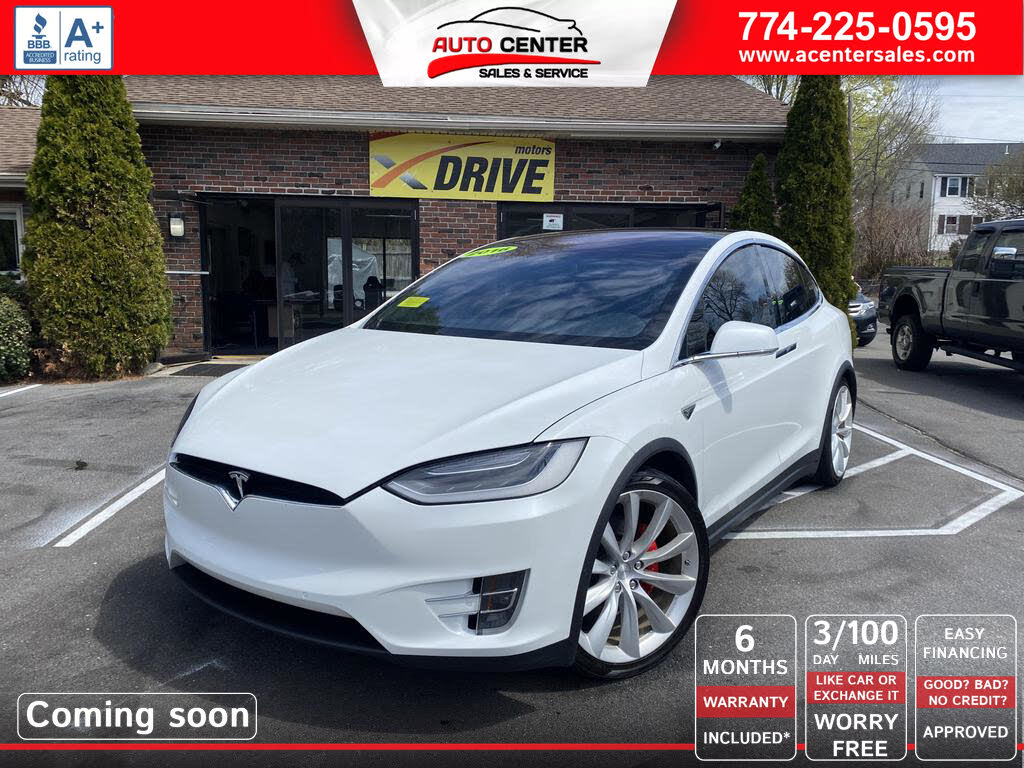 BBB
ACCREDITED
BUSINESS
A+
rating
AUTO CENTER
SALES & SERVICE
774-225-0595
www.acentersales.com
motors
XDRIVE
6
MONTHS
WARRANTY
INCLUDED*
3/100
DAY MILES
LIKE CAR OR
EXCHANGE IT
WORRY
FREE
EASY
FINANCING
GOOD? BAD?
NO CREDIT?
APPROVED
Coming soon